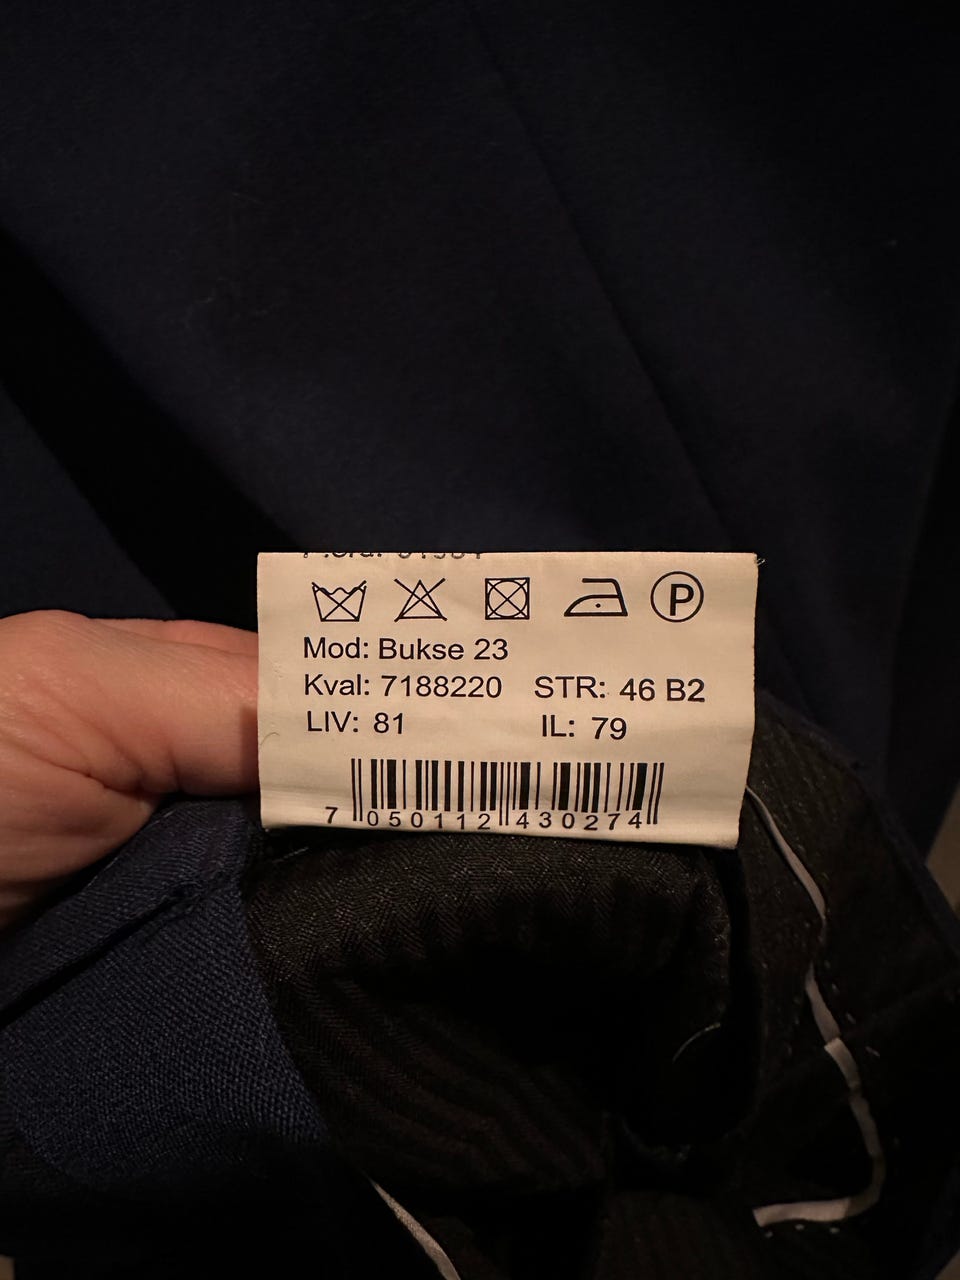 P
Mod: Bukse 23
Kval: 7188220 STR: 46 B2
LIV: 81 IL: 79
7 050112 430274